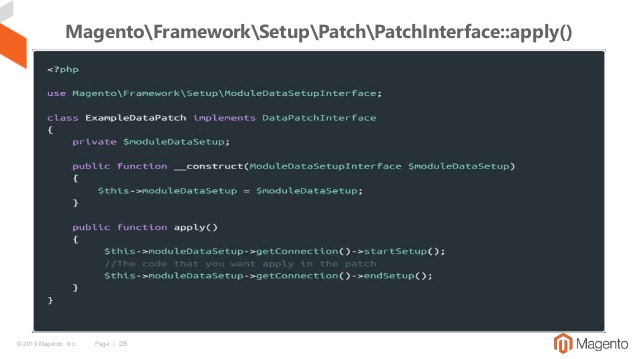 Magento\Framework\Setup\Patch\PatchInterface::apply()
<?php
use Magento\Framework\Setup\ModuleDataSetupInterface;
class ExampleDataPatch implements DataPatchInterface
{
private $moduleDataSetup;
public function __construct(ModuleDataSetupInterface $moduleDataSetup)
{
$this->moduleDataSetup = $moduleDataSetup;
}
public function apply()
{
$this->moduleDataSetup->getConnection()->startSetup();
//The code that you want apply in the patch
$this->moduleDataSetup->getConnection()->endSetup();
}
}
© 2019 Magento, Inc. Page | 28
Magento